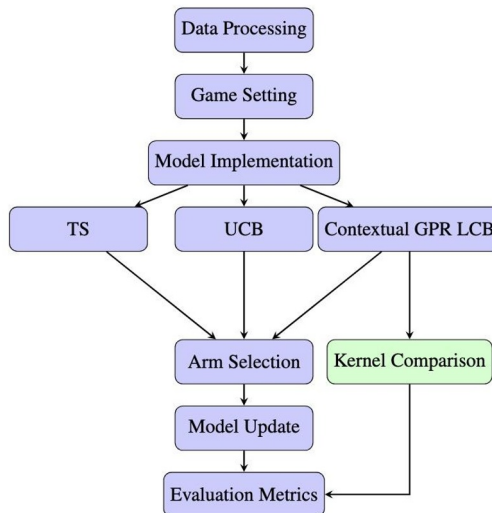 Data Processing
Game Setting
Model Implementation
TS
UCB
Contextual GPR LCB
Arm Selection
Kernel Comparison
Model Update
Evaluation Metrics